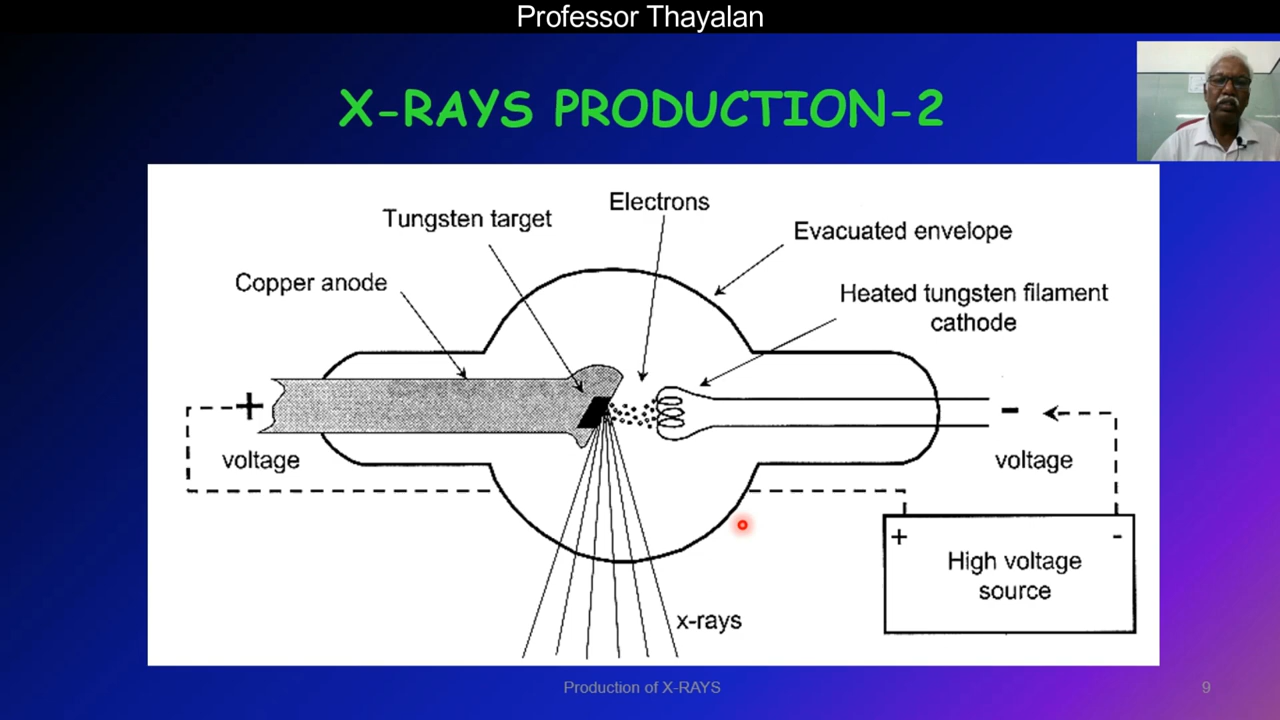 Professor Thayalan
X-RAYS PRODUCTION-2
Electrons
Tungsten target
Evacuated envelope
Copper anode
Heated tungsten filament
cathode
+
-
voltage
voltage
+
-
High voltage
source
x-rays
Production of X-RAYS
9